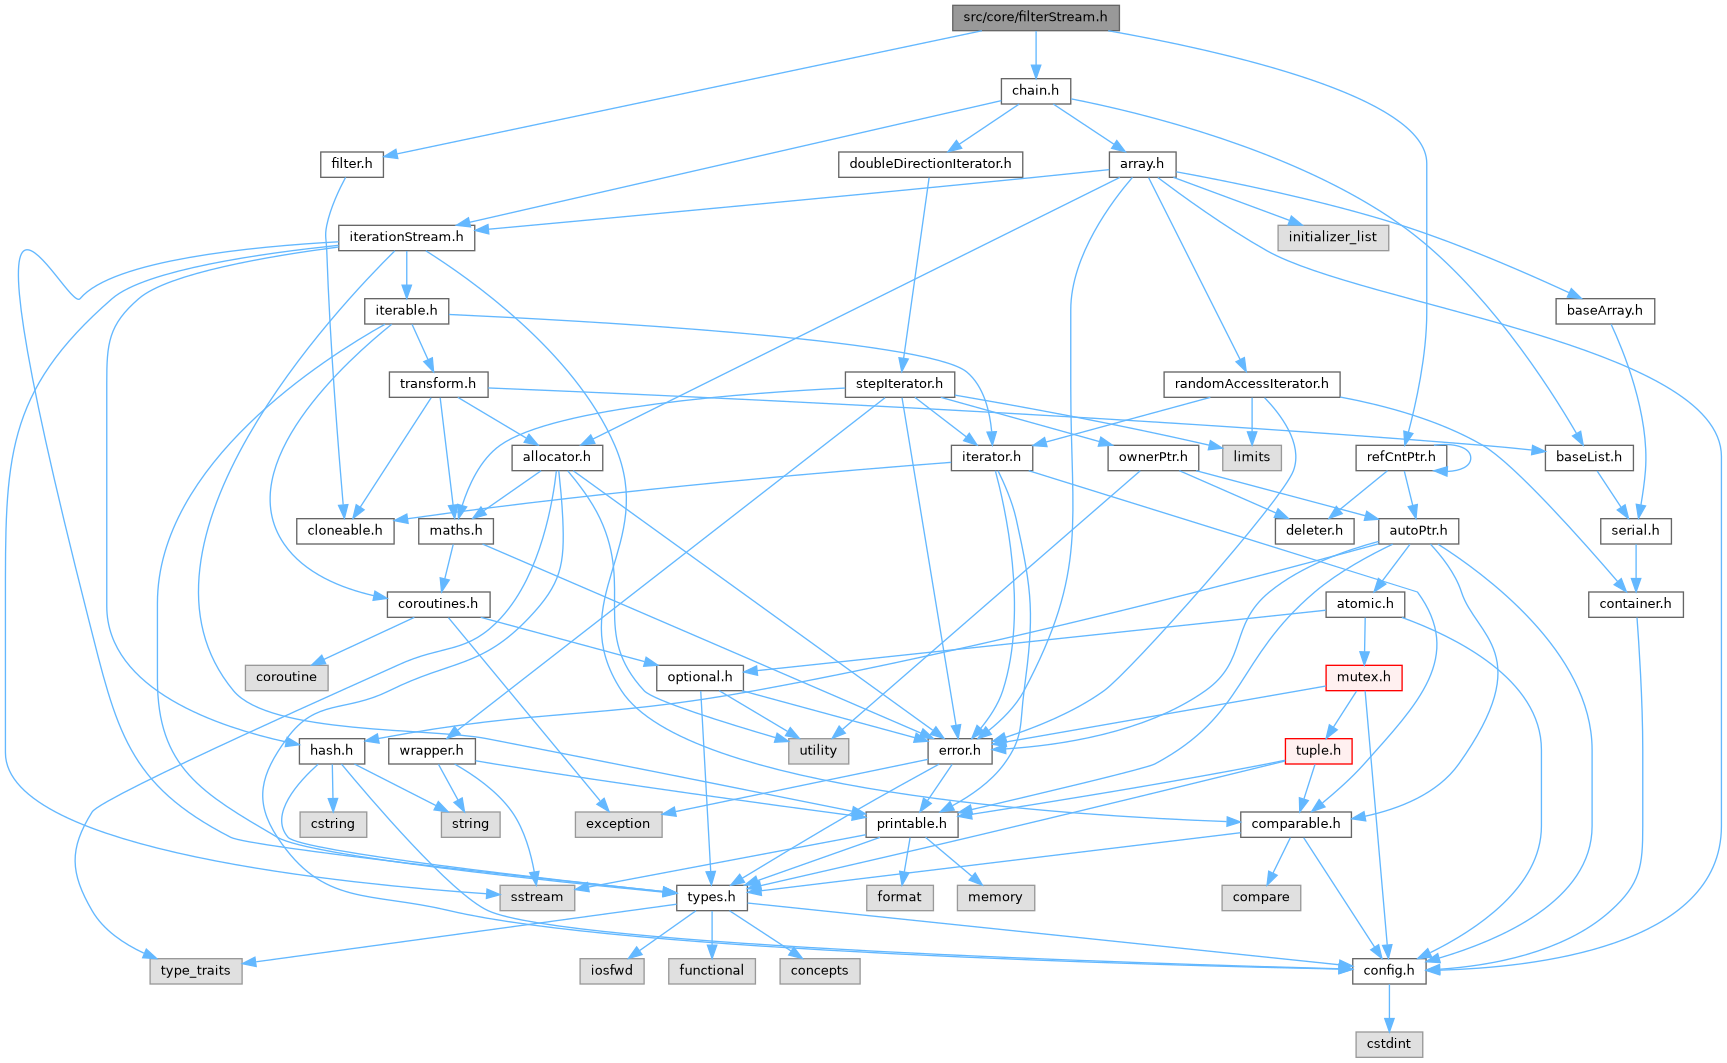 src/core/filterStream.h
chain.h
filter.h
doubleDirectionIterator.h
array.h
iterationStream.h
initializer_list
iterable.h
baseArray.h
transform.h
stepIterator.h
randomAccessIterator.h
allocator.h
iterator.h
ownerPtr.h
limits
refCntPtr.h
baseList.h
cloneable.h
maths.h
deleter.h
autoPtr.h
serial.h
coroutines.h
atomic.h
container.h
coroutine
optional.h
mutex.h
hash.h
wrapper.h
utility
error.h
tuple.h
cstring
string
exception
printable.h
comparable.h
sstream
types.h
format
memory
compare
type_traits
iosfwd
functional
concepts
config.h
cstdint